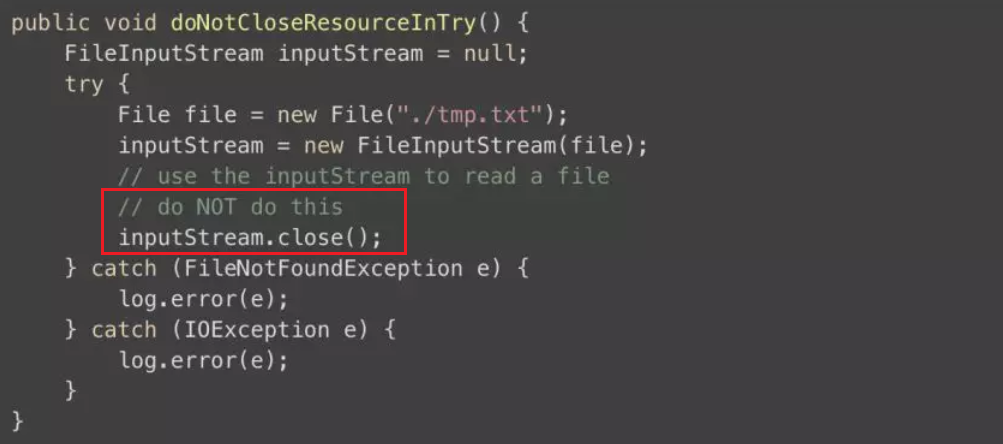 public void doNotCloseResourceInTry() {
    FileInputStream inputStream = null;
    try {
        File file = new File("./tmp.txt");
        inputStream = new FileInputStream(file);
        // use the inputStream to read a file
        // do NOT do this
        inputStream.close();
    } catch (FileNotFoundException e) {
        log.error(e);
    } catch (IOException e) {
        log.error(e);
    }
}